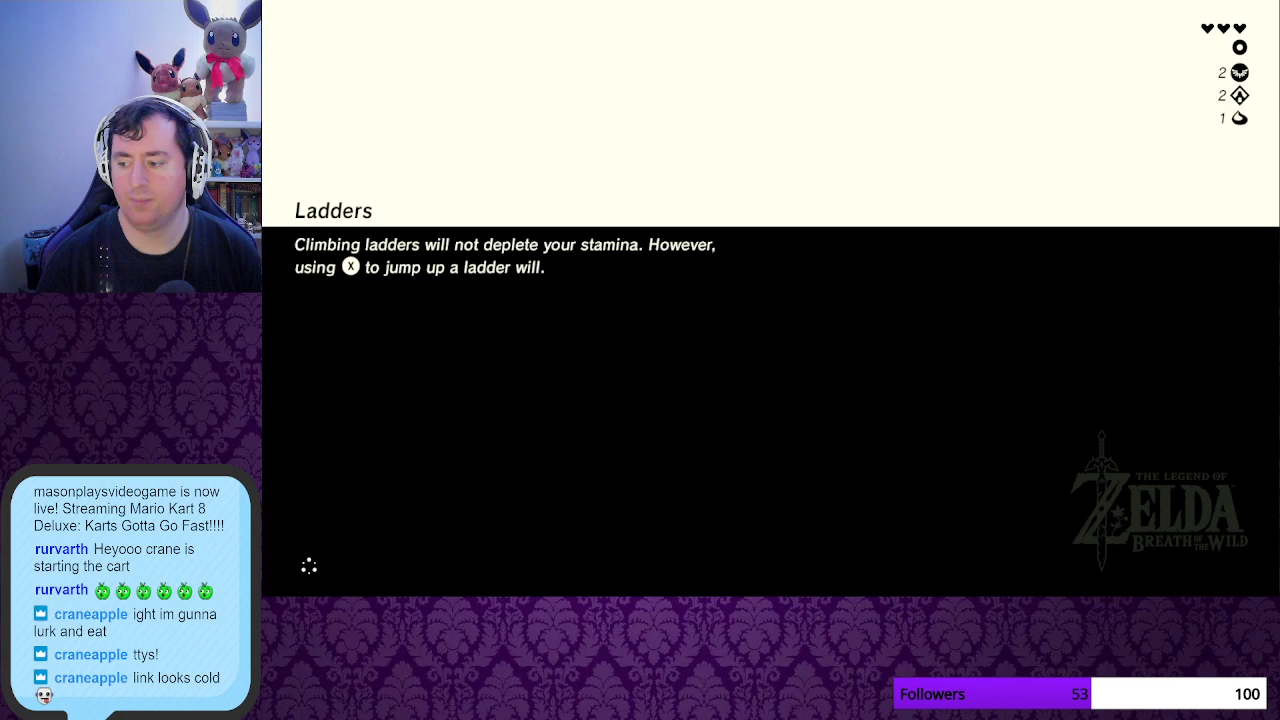 2
2
1
Ladders
Climbing ladders will not deplete your stamina. However,
using X to jump up a ladder will.
THE LEGEND OF
ZELDA
BREATH OF THE WILD
masonplaysvideogame is now
live! Streaming Mario Kart 8
Deluxe: Karts Gotta Go Fast!!!!
rurvarth Heyooo crane is
starting the cart
rurvarth
craneapple ight im gunna
lurk and eat
craneapple ttys!
craneapple link looks cold
Followers 53 100